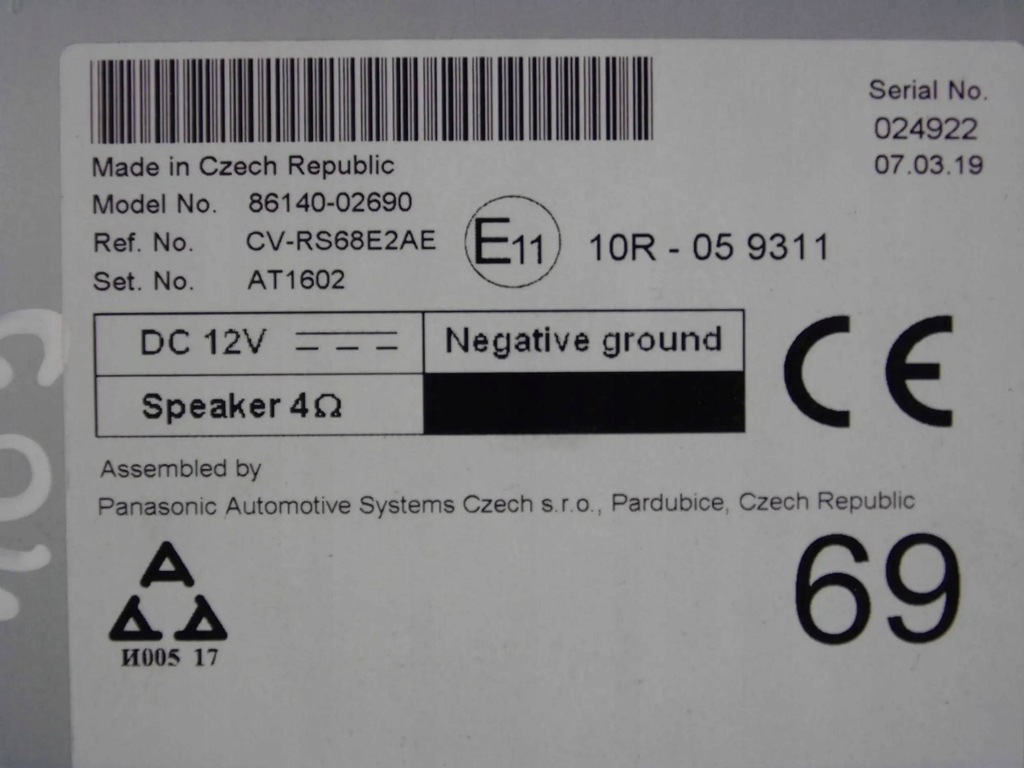 Serial No.
024922
07.03.19
Made in Czech Republic
Model No. 86140-02690
Ref. No. CV-RS68E2AE
Set. No. AT1602
E11 10R - 05 9311
DC 12V
Negative ground
Speaker 4Ω
CE
Assembled by
Panasonic Automotive Systems Czech s.r.o., Pardubice, Czech Republic
69
И005 17